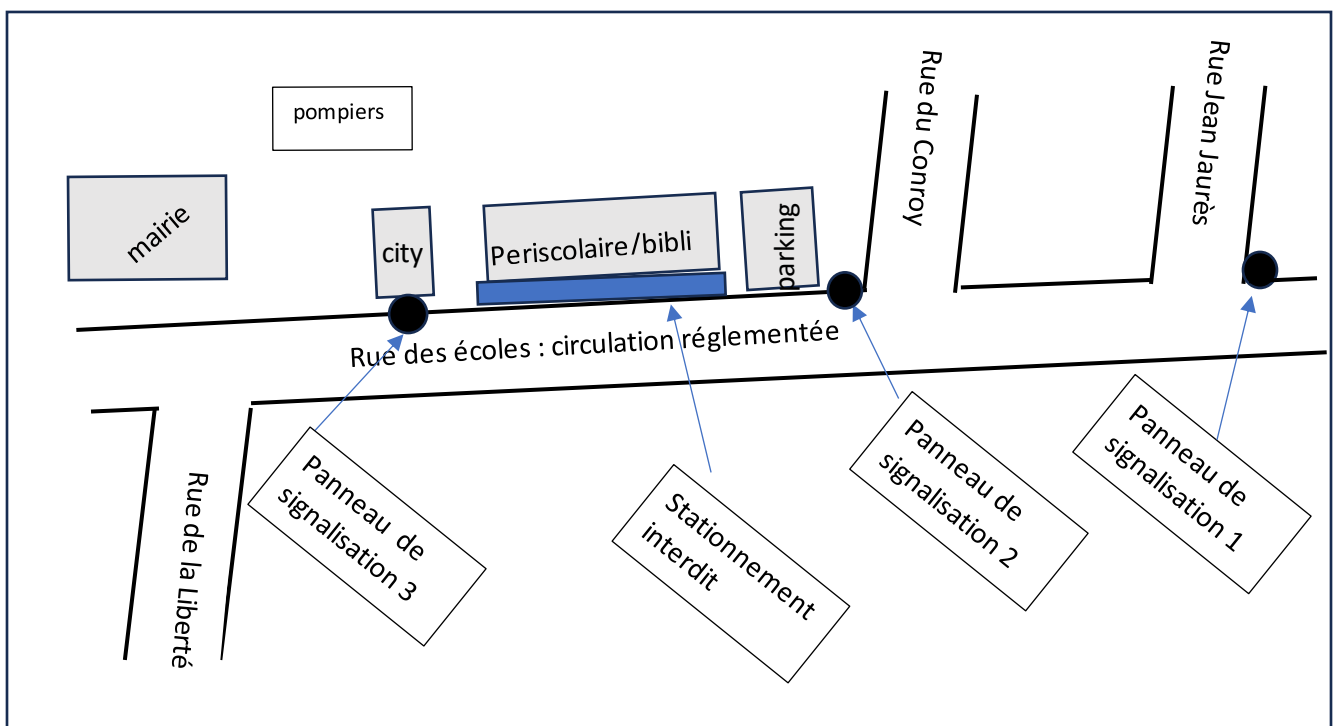 Rue du Conroy
Rue Jean Jaurès
pompiers
mairie
city
Periscolaire/bibli
parking
Rue des écoles : circulation réglementée
Rue de la Liberté
Panneau de
signalisation 3
Stationnement
interdit
Panneau de
signalisation 2
Panneau de
signalisation 1